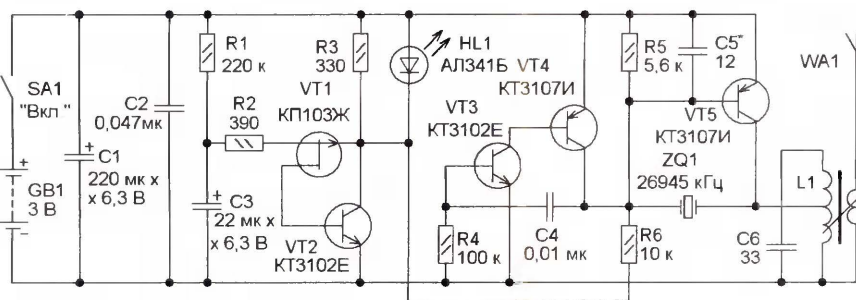 SA1
"Вкл"
GB1
3 В
C1
220 мк х
х 6,3 В
C2
0,047мк
R1
220 к
R2
390
C3
22 мк х
х 6,3 В
VT1
КП103Ж
VT2
КТ3102Е
R3
330
HL1
АЛ341Б
VT3
КТ3102Е
R4
100 к
VT4
КТ3107И
C4
0,01 мк
R5
5,6 к
C5*
12
VT5
КТ3107И
ZQ1
26945 кГц
R6
10 к
C6
33
L1
WA1